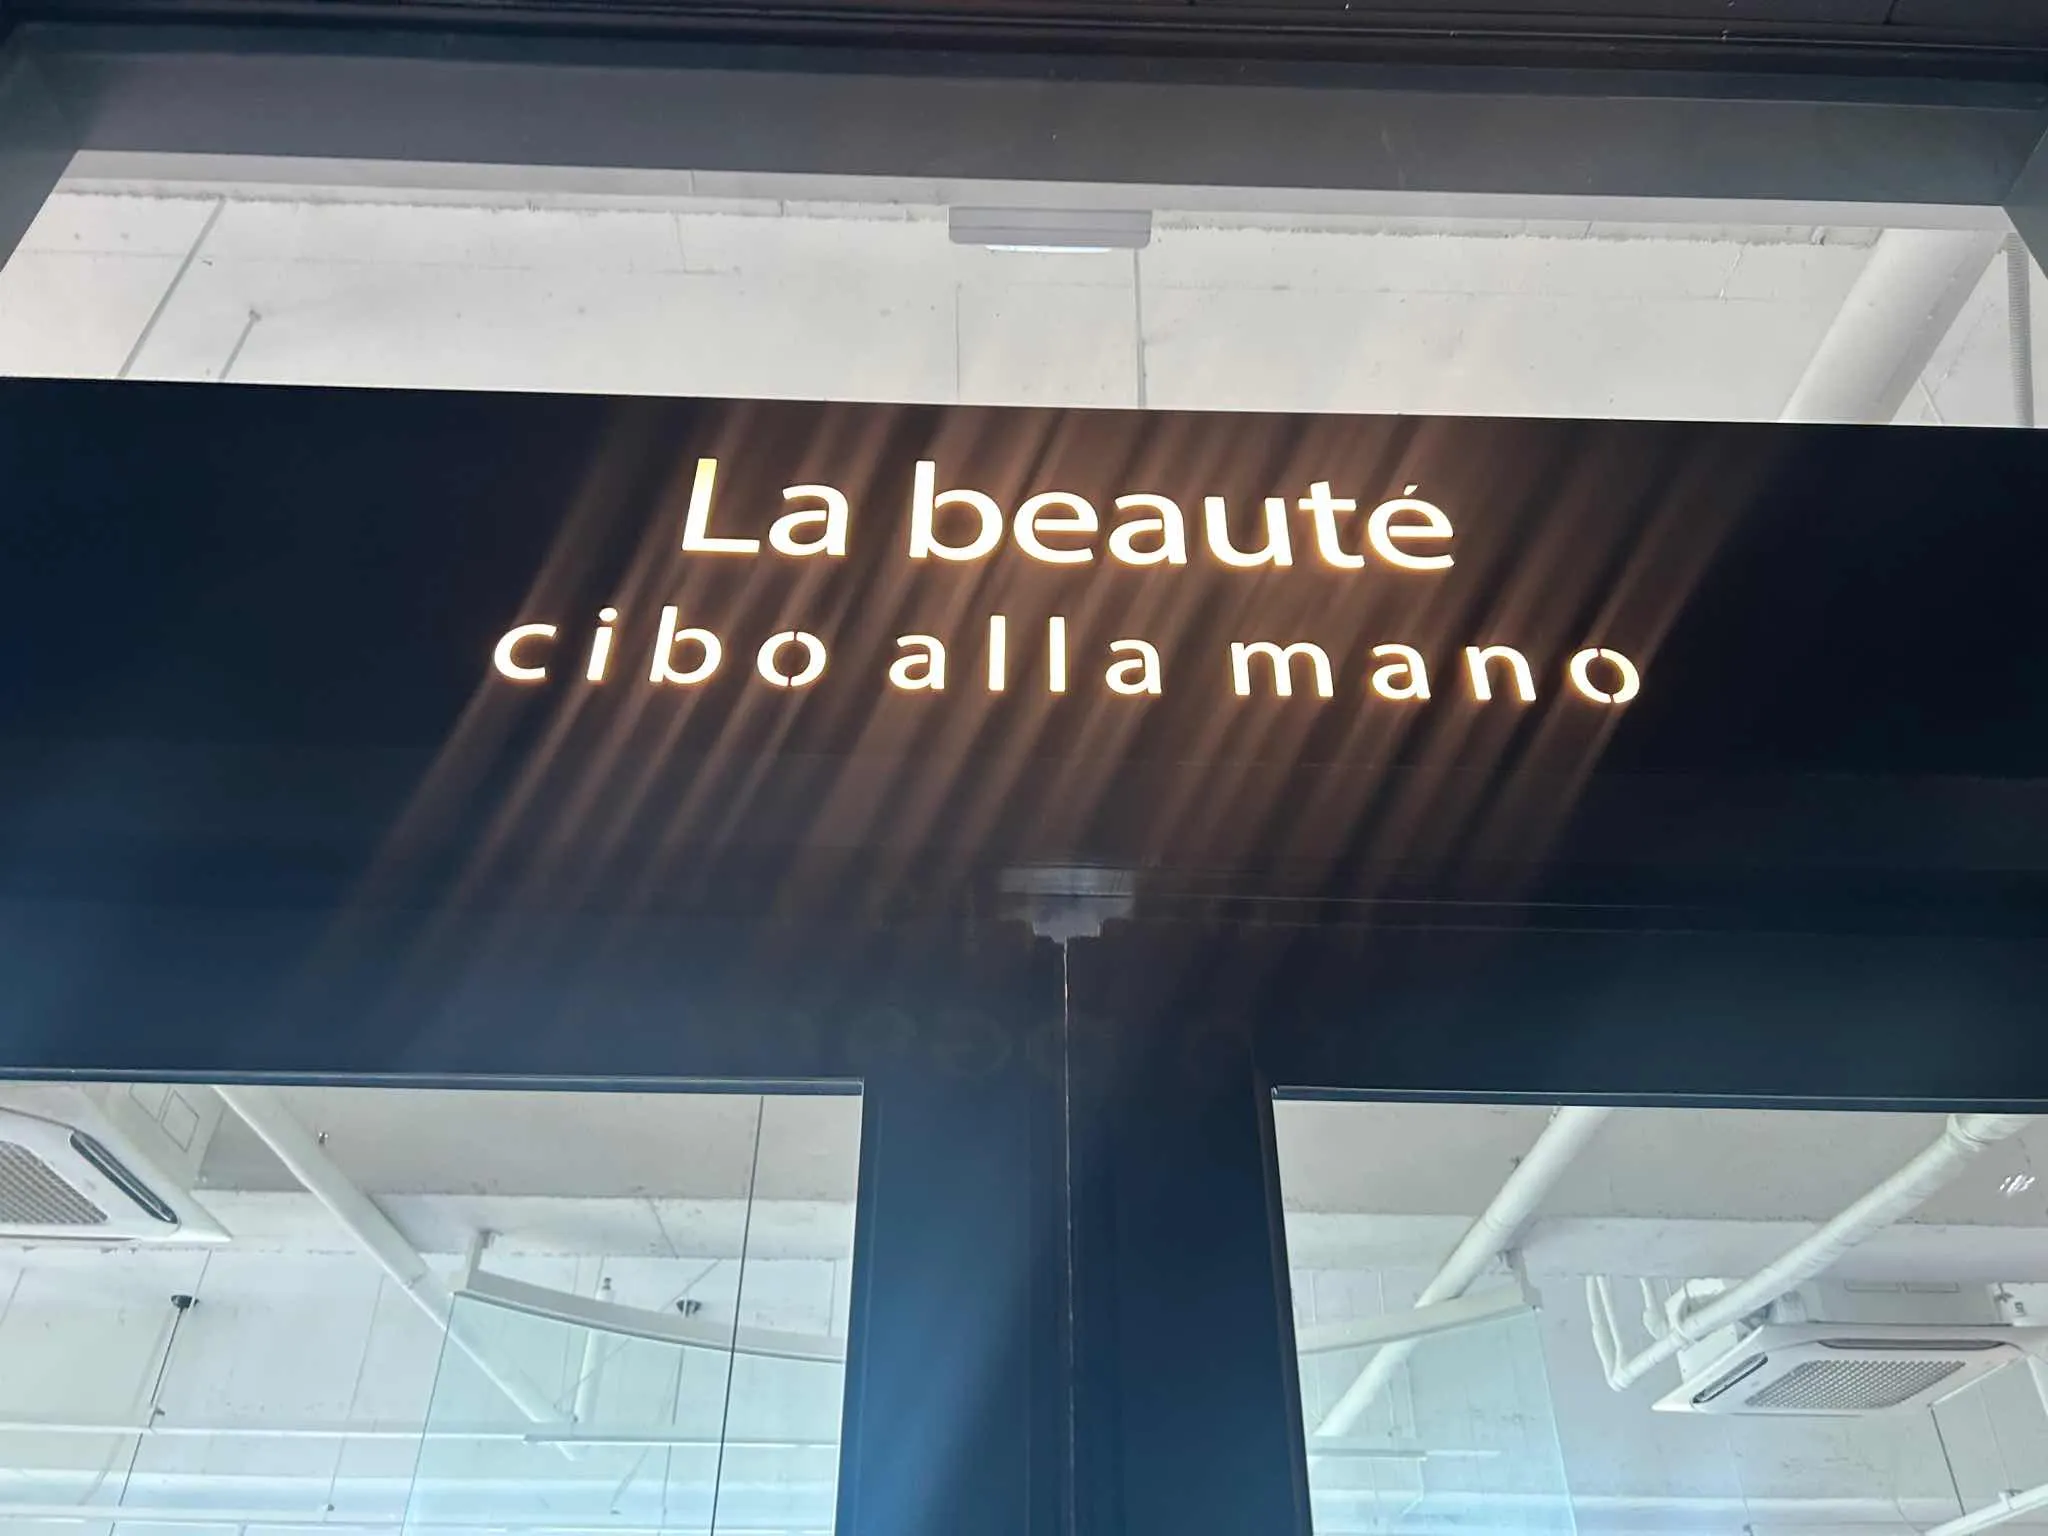 La beauté
cibo alla mano